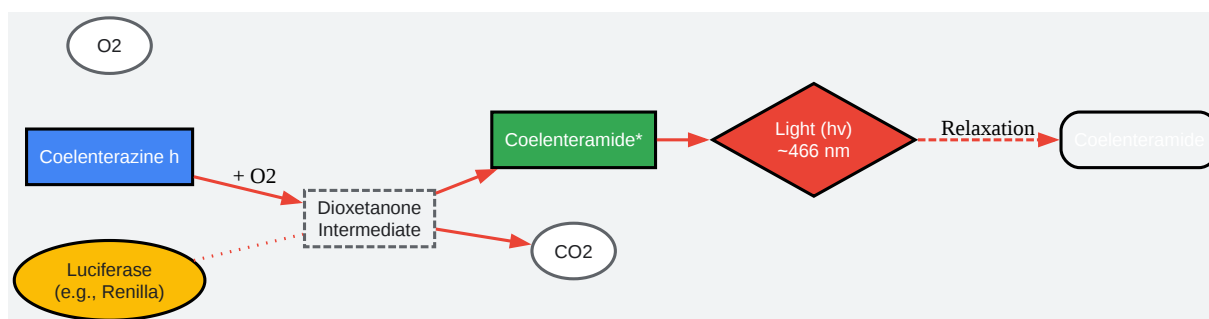 O2
Coelenterazine h
+ O2
Luciferase
(e.g., Renilla)
Dioxetanone
Intermediate
Coelenteramide*
CO2
Light (hv)
~466 nm
Relaxation
Coelenteramide